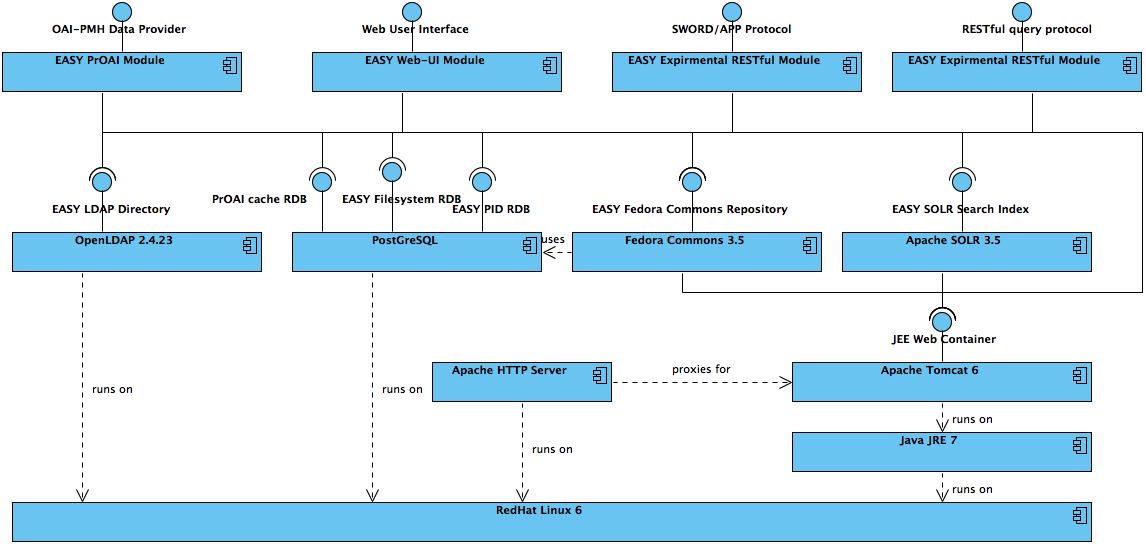 OAI-PMH Data Provider
Web User Interface
SWORD/APP Protocol
RESTful query protocol
EASY PrOAI Module
EASY Web-UI Module
EASY Expirmental RESTful Module
EASY Expirmental RESTful Module
EASY LDAP Directory
PrOAI cache RDB
EASY Filesystem RDB
EASY PID RDB
EASY Fedora Commons Repository
EASY SOLR Search Index
OpenLDAP 2.4.23
PostGreSQL
uses
Fedora Commons 3.5
Apache SOLR 3.5
JEE Web Container
runs on
runs on
Apache HTTP Server
proxies for
Apache Tomcat 6
runs on
runs on
Java JRE 7
runs on
RedHat Linux 6